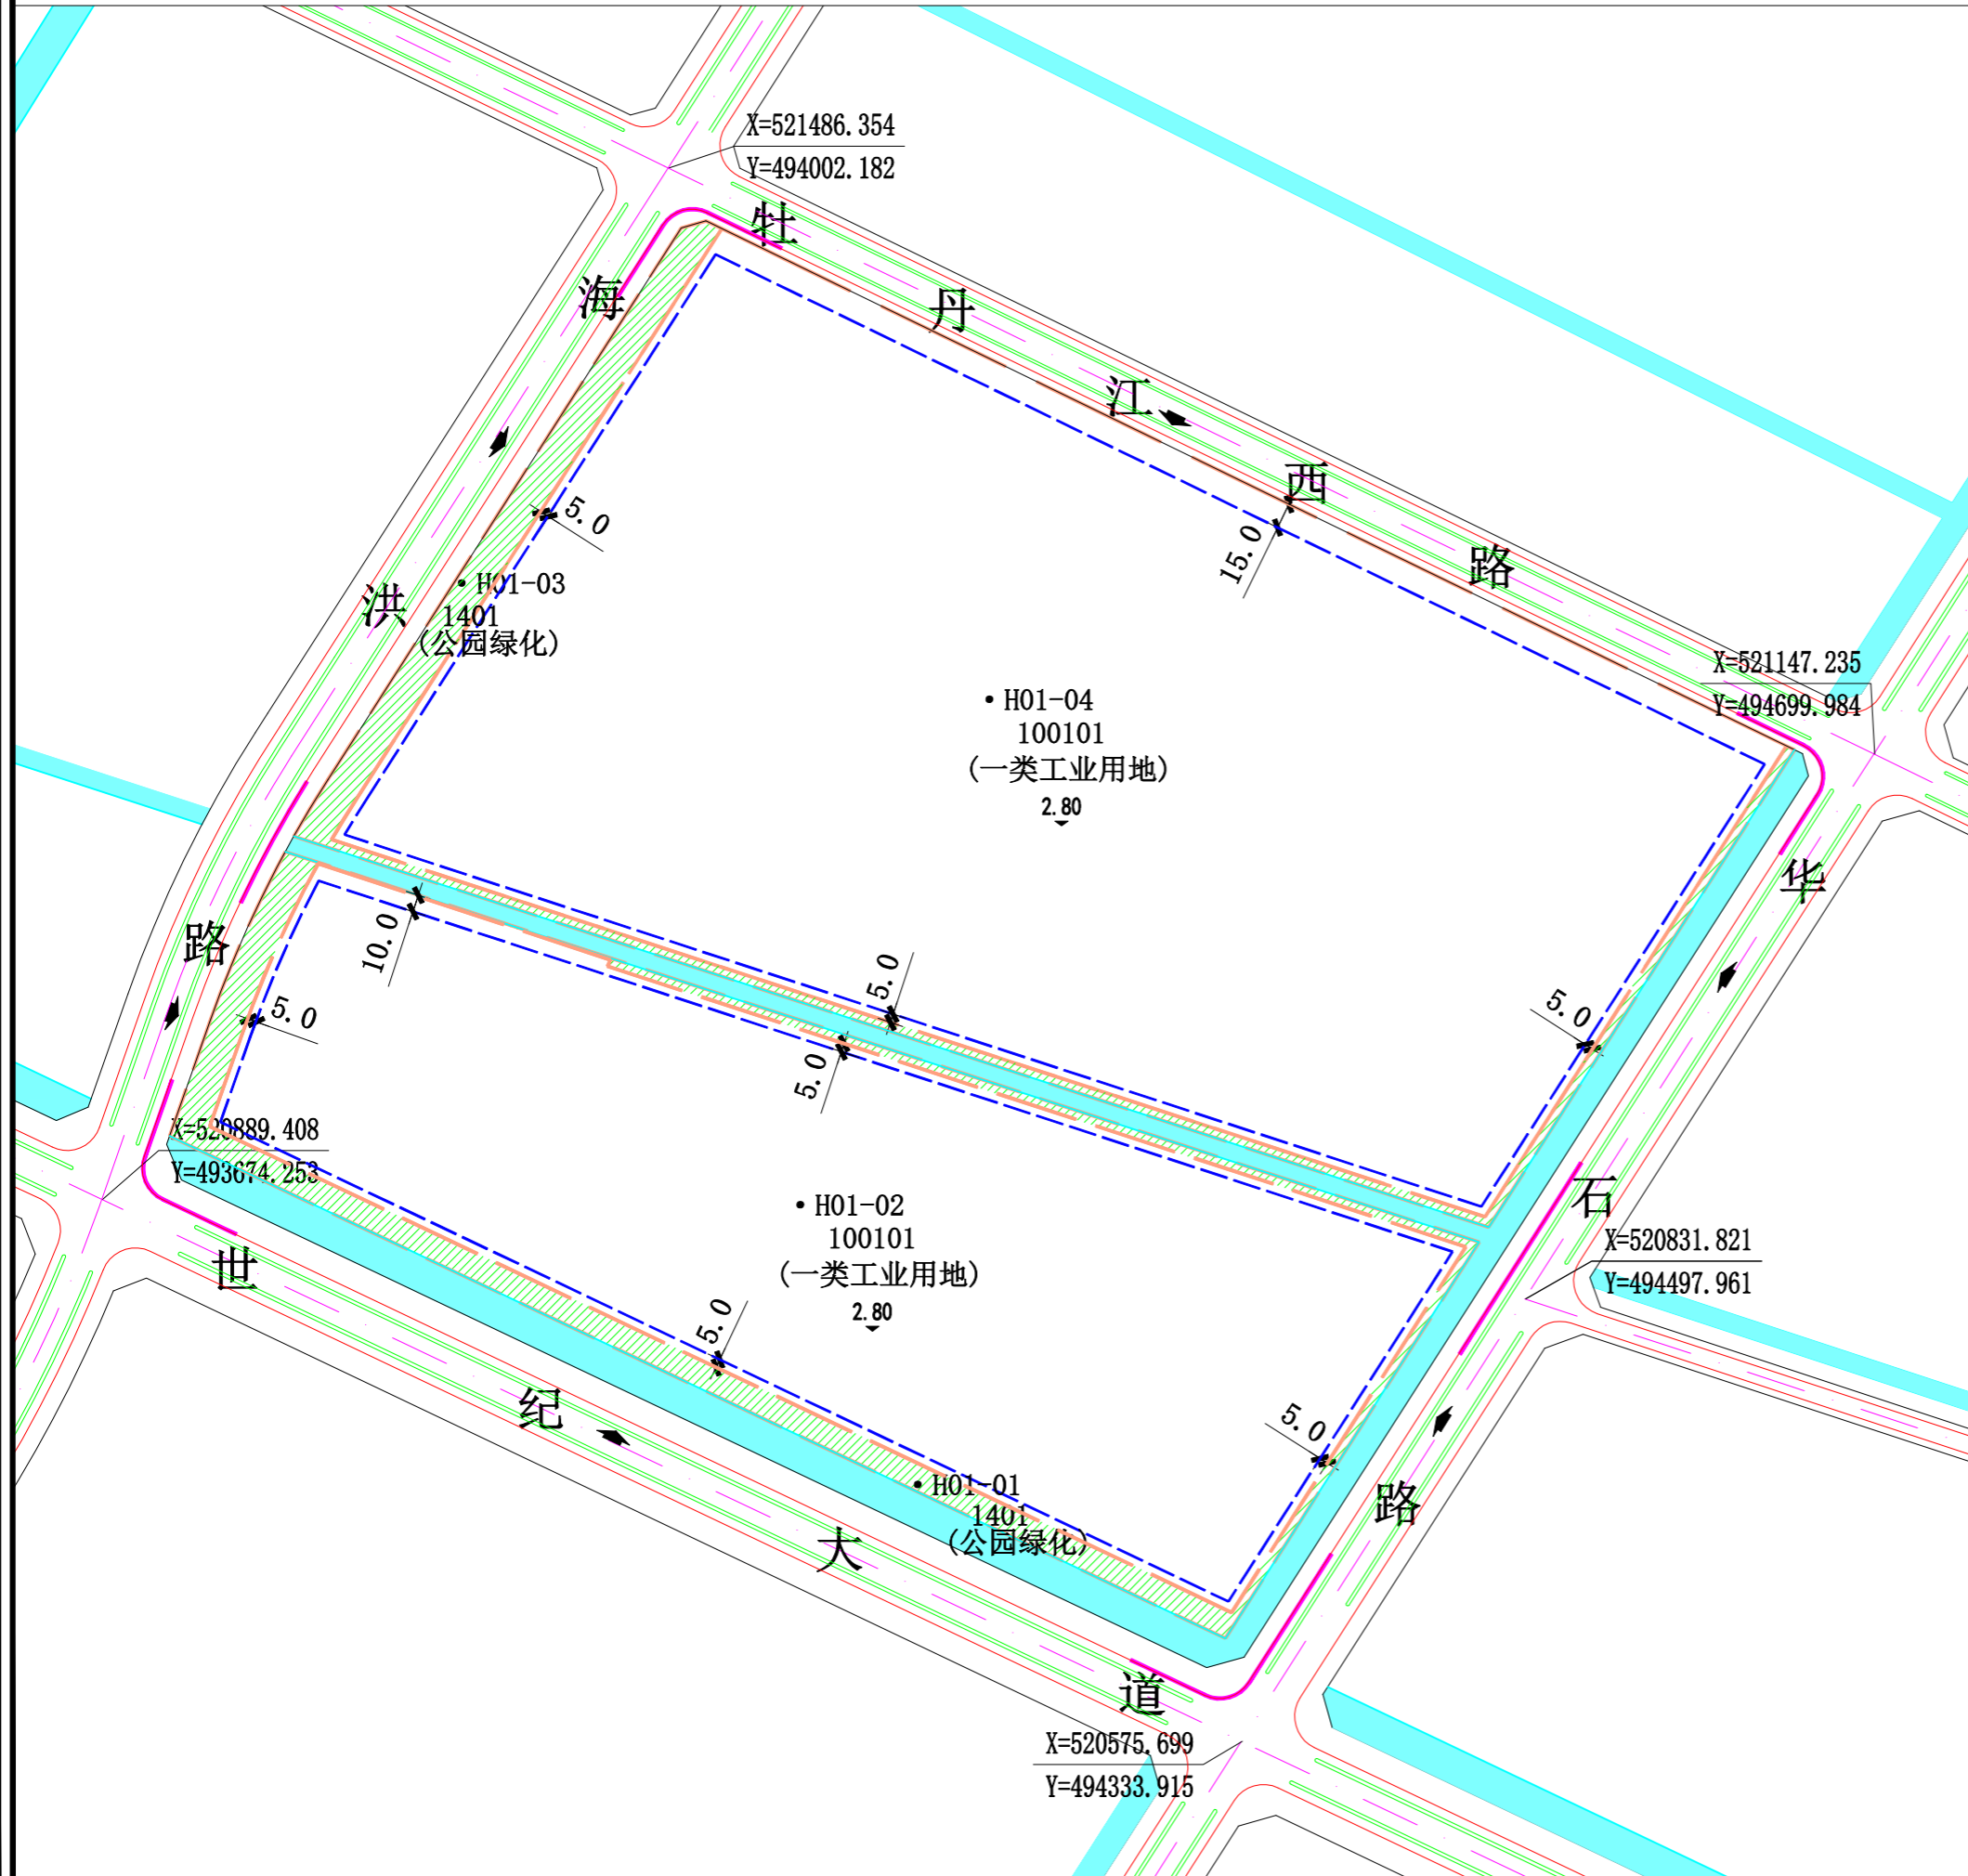 X=521486.354
Y=494002.182
牡丹江西路
洪海路
5.0
15.0
H01-03
1401
(公园绿化)
X=521147.235
Y=494699.984
H01-04
100101
(一类工业用地)
2.80
华石路
10.0
5.0
5.0
5.0
5.0
X=520889.408
Y=493674.253
H01-02
100101
(一类工业用地)
2.80
X=520831.821
Y=494497.961
世纪大道
5.0
5.0
H01-01
1401
(公园绿化)
X=520575.699
Y=494333.915